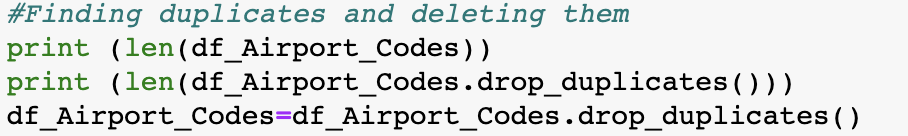 #Finding duplicates and deleting them
print (len(df_Airport_Codes))
print (len(df_Airport_Codes.drop_duplicates()))
df_Airport_Codes=df_Airport_Codes.drop_duplicates()